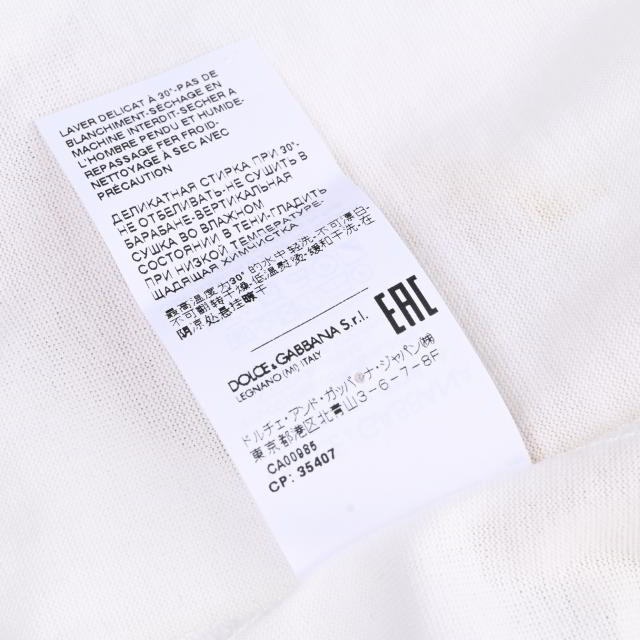 LAVER DELICAT À 30°-PAS DE
BLANCHIMENT-SÉCHAGE EN
MACHINE INTERDIT-SÉCHER À
L'HOMBRE PENDU ET HUMIDE-
REPASSAGE FER FROID-
NETTOYAGE A SEC AVEC
PRÉCAUTION
ДЕЛИКАТНАЯ СТИРКА ПРИ 30°-
НЕ ОТБЕЛИВАТЬ-НЕ СУШИТЬ В
БАРАБАНЕ-ВЕРТИКАЛЬНАЯ
СУШКА ВО ВЛАЖНОМ
СОСТОЯНИИ В ТЕНИ-ГЛАДИТЬ
ПРИ НИЗКОЙ ТЕМПЕРАТУРЕ-
ЩАДЯЩАЯ ХИМЧИСТКА
EAC
DOLCE & GABBANA S.r.l.
LEGNANO (MI) ITALY
ドルチェ・アンド・ガッバーナ・ジャパン(株)
東京都港区北青山3-6-7-8F
CA00985
CP: 35407